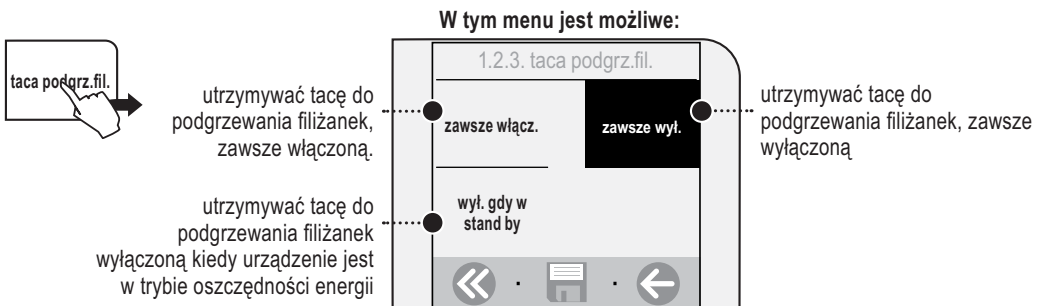 W tym menu jest możliwe:
taca podgrz.fil.
1.2.3. taca podgrz.fil.
utrzymywać tacę do
podgrzewania filiżanek,
zawsze włączoną.
zawsze włącz.
zawsze wył.
utrzymywać tacę do
podgrzewania filiżanek, zawsze
wyłączoną
utrzymywać tacę do
podgrzewania filiżanek
wyłączoną kiedy urządzenie jest
w trybie oszczędności energii
wył. gdy w
stand by